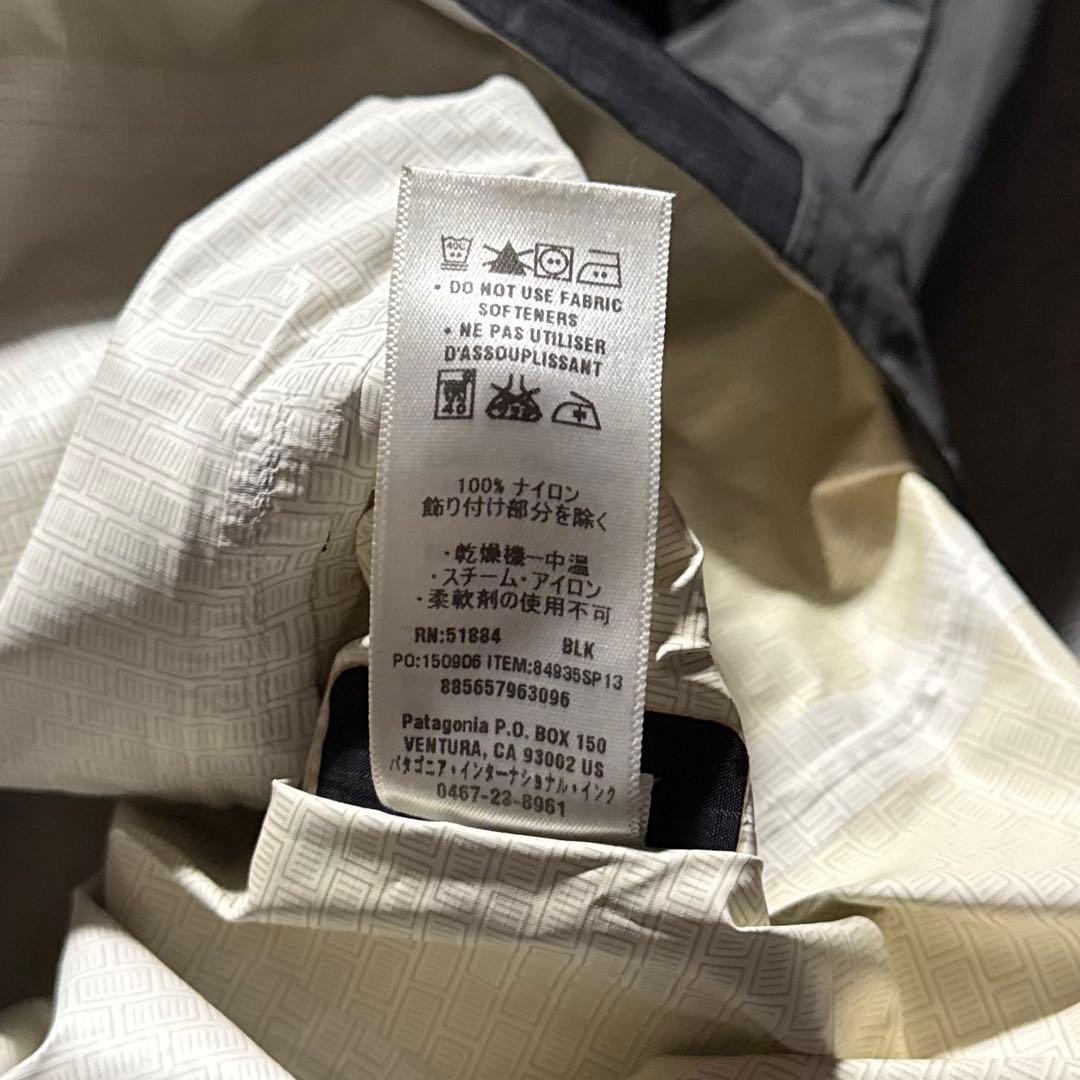 40C
• DO NOT USE FABRIC
SOFTENERS
• NE PAS UTILISER
D'ASSOUPLISSANT
40
100% ナイロン
飾り付け部分を除く
・乾燥機ー中温
・スチーム・アイロン
・柔軟剤の使用不可
RN:51884 BLK
PO:150906 ITEM:84935SP13
885657963096
Patagonia P.O. BOX 150
VENTURA, CA 93002 US
パタゴニア・インターナショナル・インク
0467-23-8961